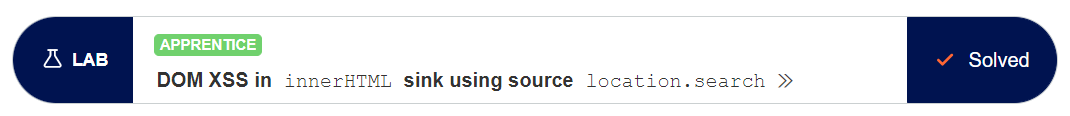 LAB
APPRENTICE
DOM XSS in innerHTML sink using source location.search
Solved